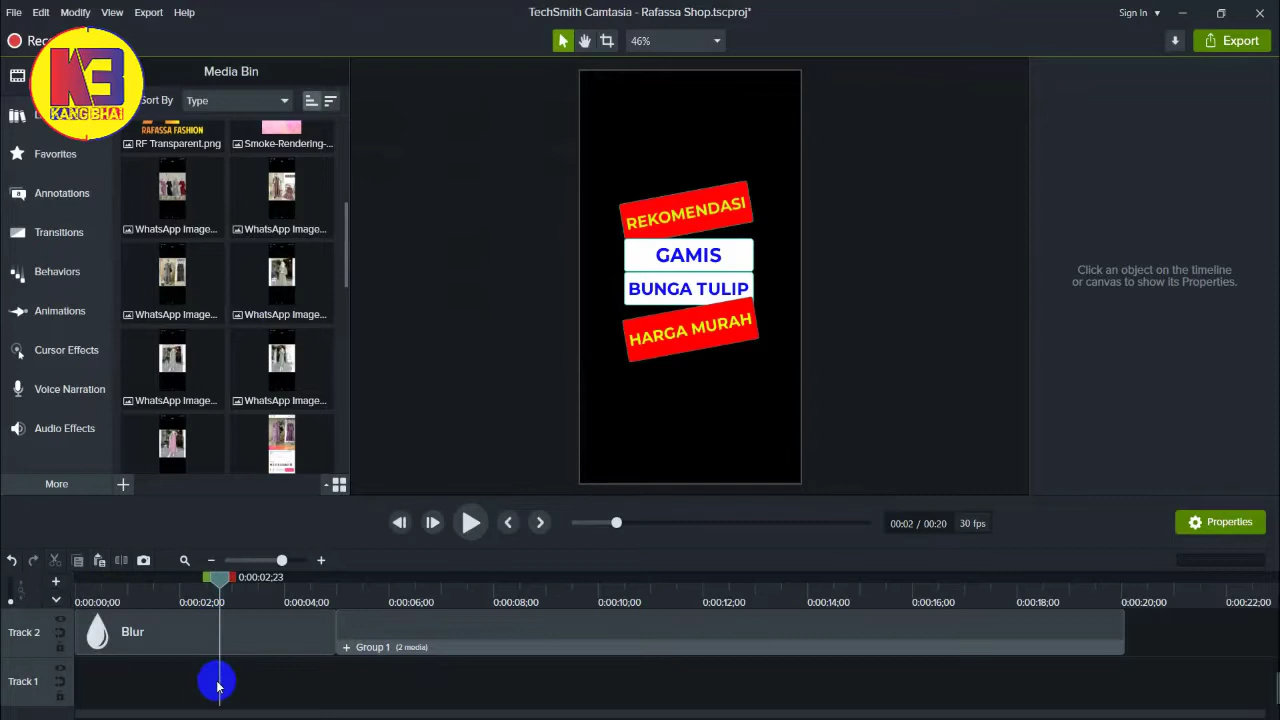 File Edit Modify View Export Help
TechSmith Camtasia - Rafassa Shop.tscproj*
Sign In
46%
Export
KB
KANG BHAI
Media Bin
Sort By Type
RAFASSA FASHION
RF Transparent.png
Smoke-Rendering-...
Favorites
Annotations
Transitions
Behaviors
Animations
Cursor Effects
Voice Narration
Audio Effects
More
WhatsApp Image...
WhatsApp Image...
WhatsApp Image...
WhatsApp Image...
WhatsApp Image...
WhatsApp Image...
REKOMENDASI
GAMIS
BUNGA TULIP
HARGA MURAH
Click an object on the timeline
or canvas to show its Properties.
00:02 / 00:20 30 fps
Properties
0:00:02;23
0:00:00;00 0:00:02;00 0:00:04;00 0:00:06;00 0:00:08;00 0:00:10;00 0:00:12;00 0:00:14;00 0:00:16;00 0:00:18;00 0:00:20;00 0:00:22;00
Track 2
Blur
+ Group 1 (2 media)
Track 1